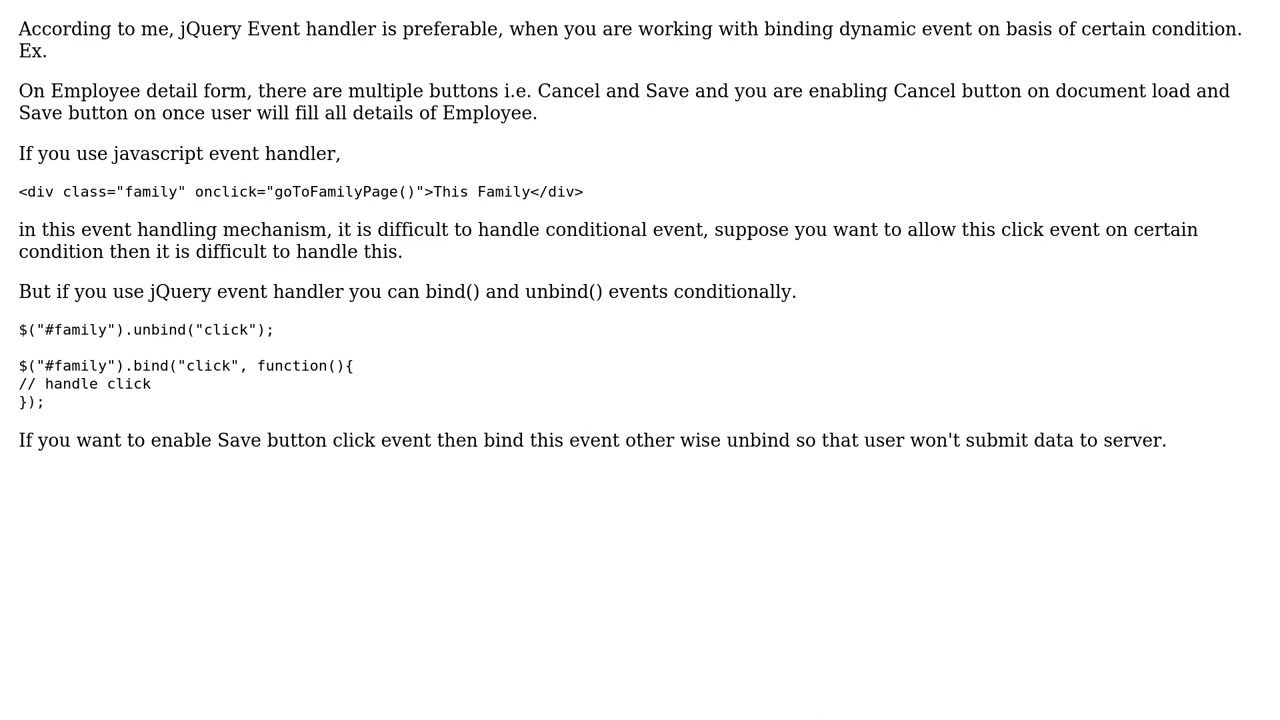 According to me, jQuery Event handler is preferable, when you are working with binding dynamic event on basis of certain condition.
Ex.
On Employee detail form, there are multiple buttons i.e. Cancel and Save and you are enabling Cancel button on document load and
Save button on once user will fill all details of Employee.
If you use javascript event handler,
<div class="family" onclick="goToFamilyPage()">This Family</div>
in this event handling mechanism, it is difficult to handle conditional event, suppose you want to allow this click event on certain
condition then it is difficult to handle this.
But if you use jQuery event handler you can bind() and unbind() events conditionally.
$("#family").unbind("click");
$("#family").bind("click", function(){
// handle click
});
If you want to enable Save button click event then bind this event other wise unbind so that user won't submit data to server.